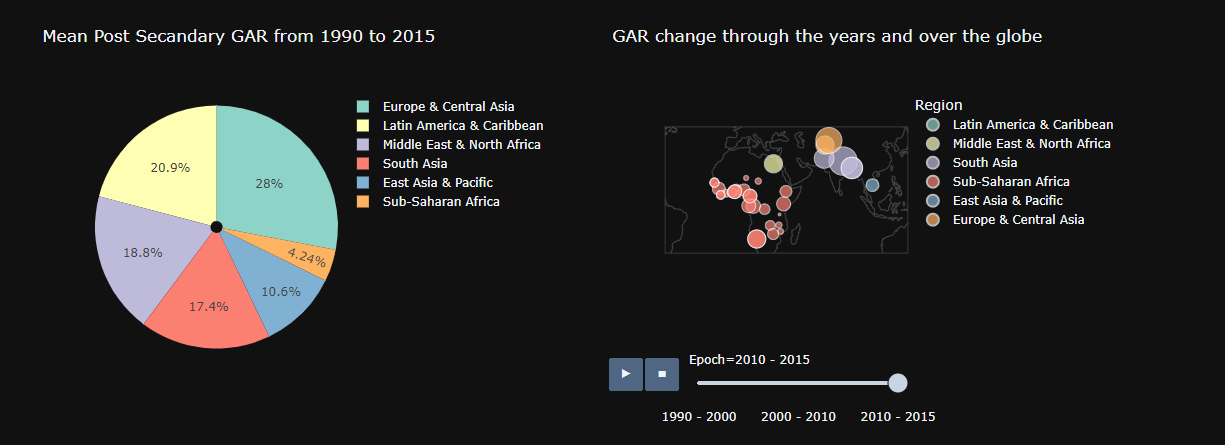 Mean Post Secandary GAR from 1990 to 2015
28%
20.9%
18.8%
17.4%
10.6%
4.24%
Europe & Central Asia
Latin America & Caribbean
Middle East & North Africa
South Asia
East Asia & Pacific
Sub-Saharan Africa
GAR change through the years and over the globe
Region
Latin America & Caribbean
Middle East & North Africa
South Asia
Sub-Saharan Africa
East Asia & Pacific
Europe & Central Asia
Epoch=2010 - 2015
1990 - 2000 2000 - 2010 2010 - 2015